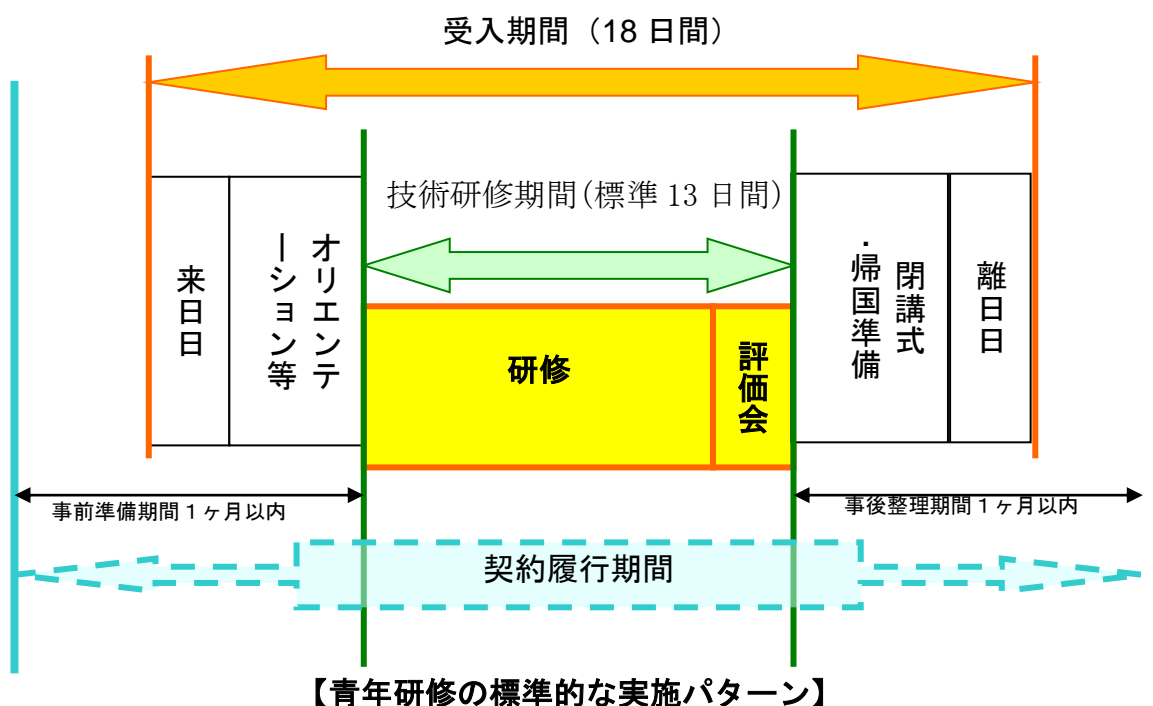 受入期間（18 日間）
技術研修期間（標準 13 日間）
来日日
オリエンテ
ーション等
研修
評価会
閉講式
・帰国準備
離日日
事前準備期間１ヶ月以内
事後整理期間１ヶ月以内
契約履行期間
【青年研修の標準的な実施パターン】